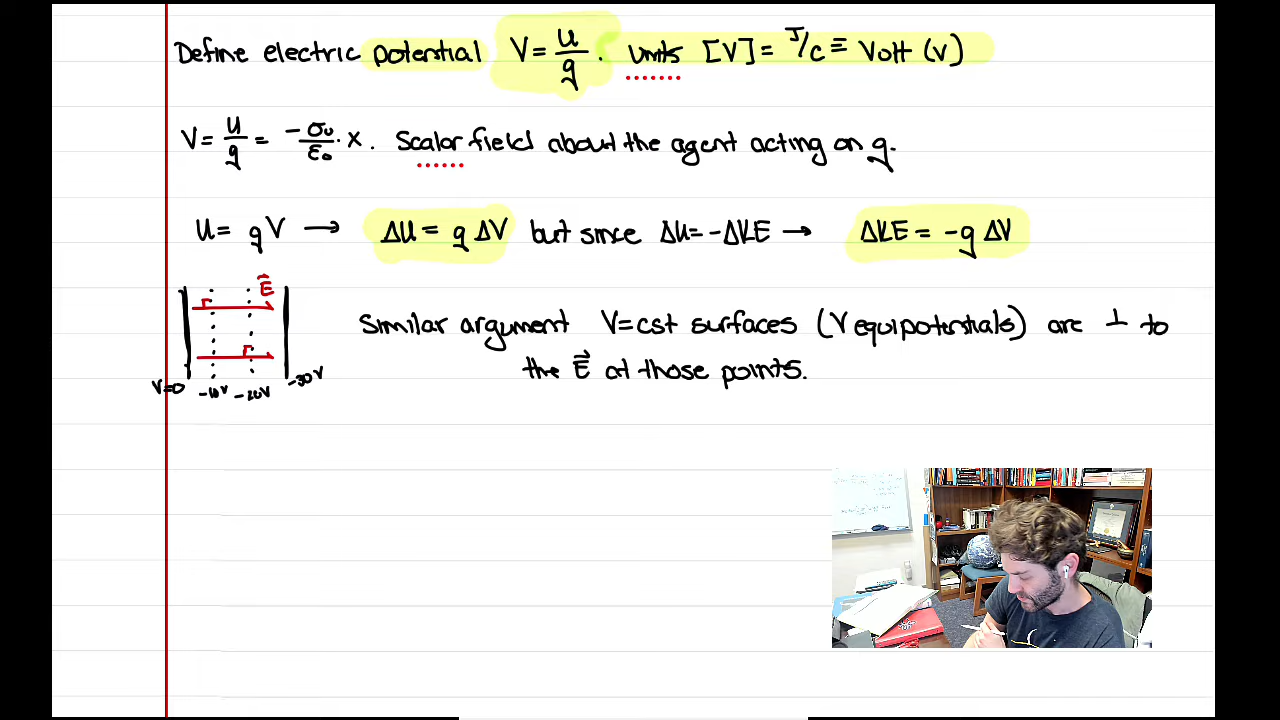 Define electric potential V = U/q . Units [V] = J/C ≡ Volt (V)
V = U/q = -σ₀/ε₀ · x . Scalar field about the agent acting on q.
U = qV → ΔU = q ΔV but since ΔU = -ΔKE → ΔKE = -q ΔV
E⃗
Similar argument V=cst surfaces (V equipotentials) are ⊥ to
the E⃗ at those points.
V=0 -10V -20V -30V